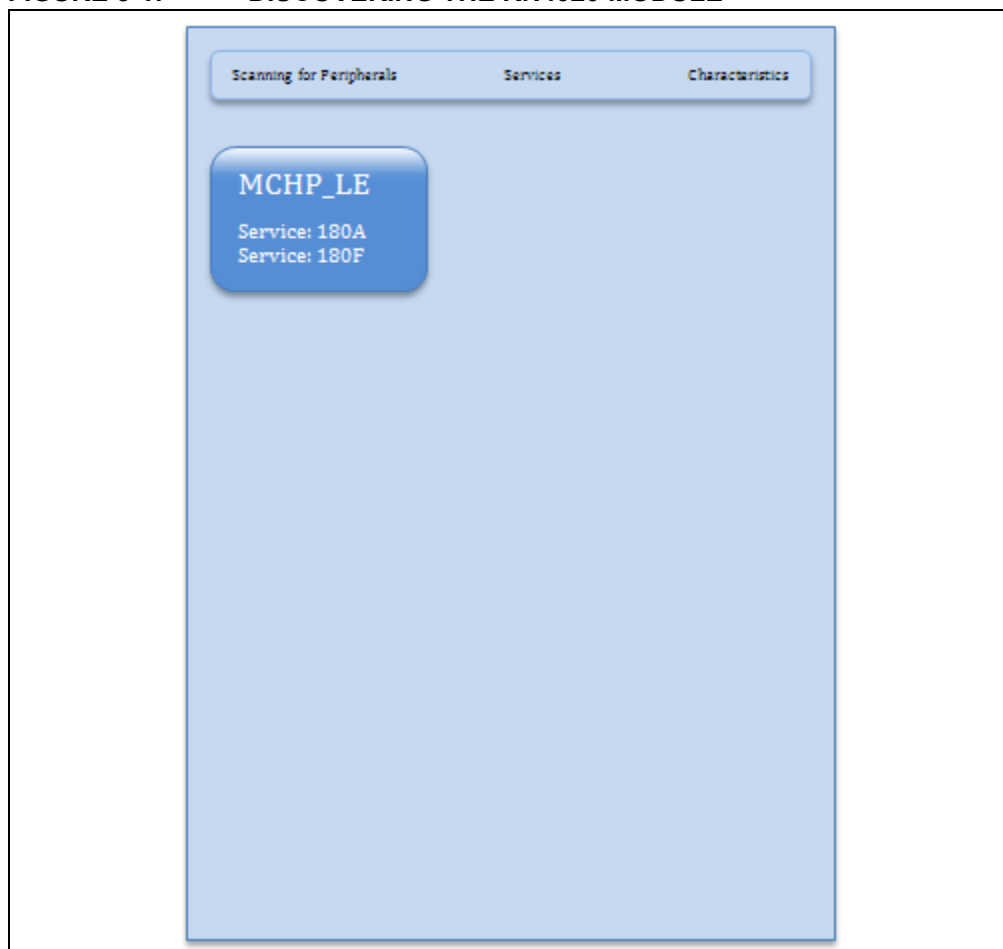 Scanning for Peripherals Services Characteristics
MCHP_LE
Service: 180A
Service: 180F